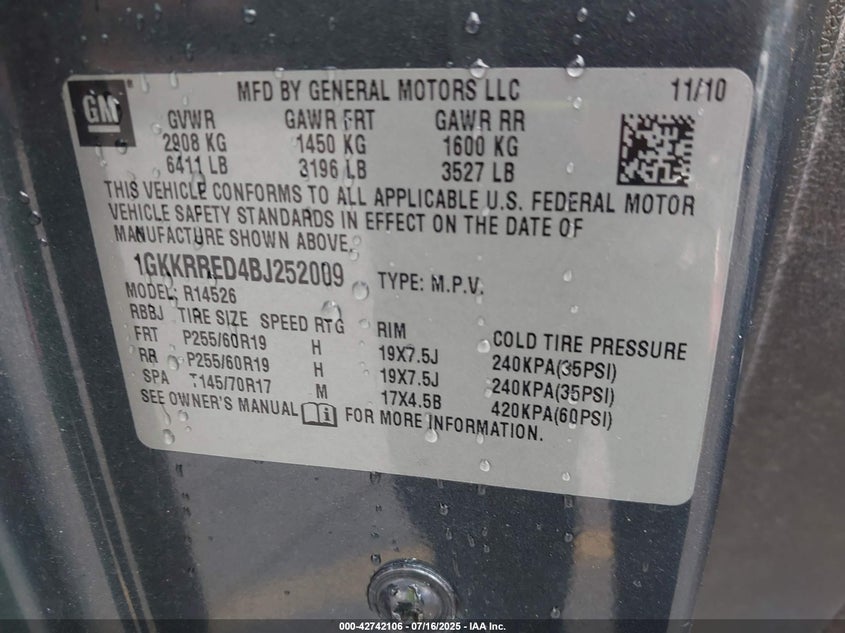 GM
MFD BY GENERAL MOTORS LLC 11/10
GVWR GAWR FRT GAWR RR
2908 KG 1450 KG 1600 KG
6411 LB 3196 LB 3527 LB
THIS VEHICLE CONFORMS TO ALL APPLICABLE U.S. FEDERAL MOTOR
VEHICLE SAFETY STANDARDS IN EFFECT ON THE DATE OF
MANUFACTURE SHOWN ABOVE.
1GKKRRED4BJ252009 TYPE: M.P.V.
MODEL: R14526
RBBJ TIRE SIZE SPEED RTG RIM COLD TIRE PRESSURE
FRT P255/60R19 H 19X7.5J 240KPA(35PSI)
RR P255/60R19 H 19X7.5J 240KPA(35PSI)
SPA T145/70R17 M 17X4.5B 420KPA(60PSI)
SEE OWNER'S MANUAL FOR MORE INFORMATION.
000-42742106 - 07/16/2025 - IAA Inc.